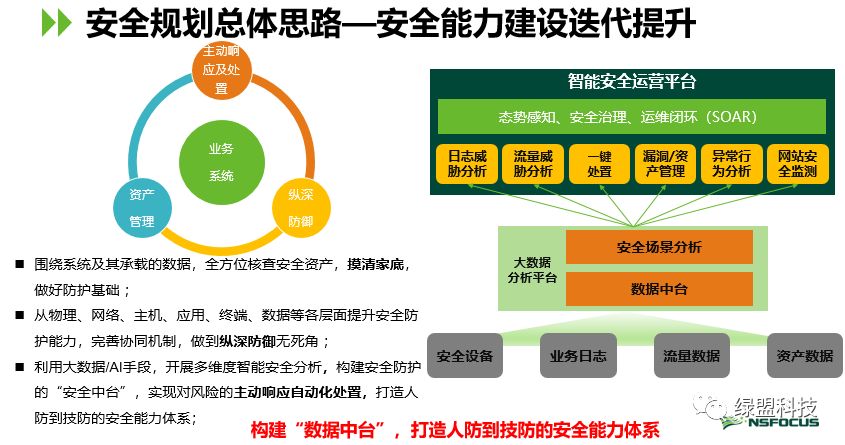 安全规划总体思路—安全能力建设迭代提升
主动响
应及处
置
业务
系统
资产
管理
纵深
防御
■ 围绕系统及其承载的数据，全方位核查安全资产，摸清家底，
做好防护基础；
■ 从物理、网络、主机、应用、终端、数据等各层面提升安全防
护能力，完善协同机制，做到纵深防御无死角；
■ 利用大数据/AI手段，开展多维度智能安全分析，构建安全防护
的“安全中台”，实现对风险的主动响应自动化处置，打造人
防到技防的安全能力体系；
智能安全运营平台
态势感知、安全治理、运维闭环（SOAR）
日志威
胁分析
流量威
胁分析
一键
处置
漏洞/资
产管理
异常行
为分析
网站安
全监测
大数据
分析平台
安全场景分析
数据中台
安全设备
业务日志
流量数据
资产数据
构建“数据中台”，打造人防到技防的安全能力体系
绿盟科技
NSFOCUS